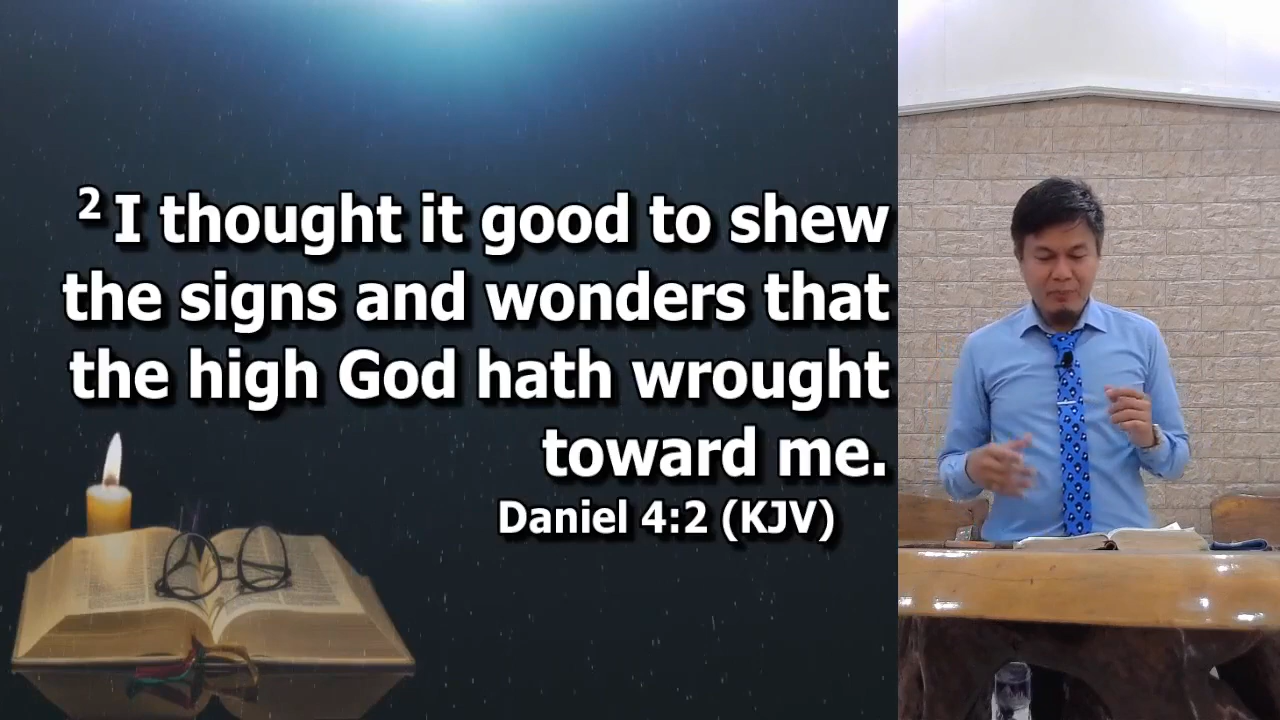 2 I thought it good to shew
the signs and wonders that
the high God hath wrought
toward me.
Daniel 4:2 (KJV)